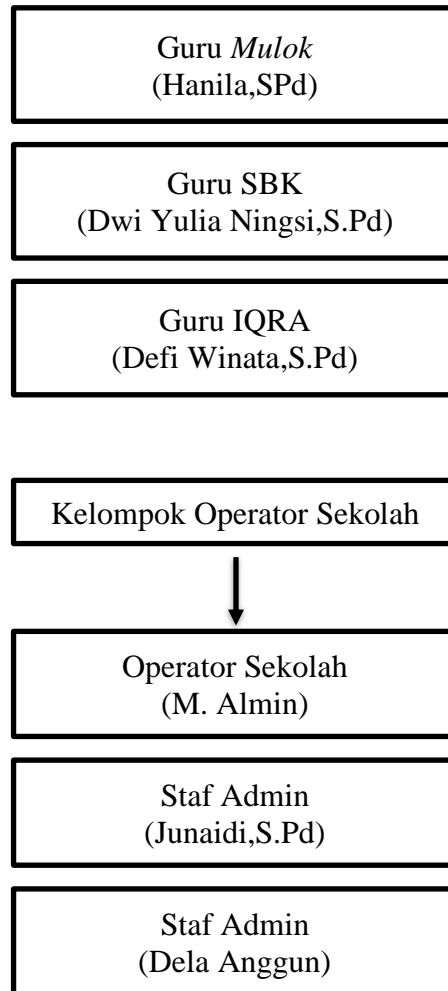 Guru Mulok
(Hanila,SPd)
Guru SBK
(Dwi Yulia Ningsi,S.Pd)
Guru IQRA
(Defi Winata,S.Pd)
Kelompok Operator Sekolah
Operator Sekolah
(M. Almin)
Staf Admin
(Junaidi,S.Pd)
Staf Admin
(Dela Anggun)